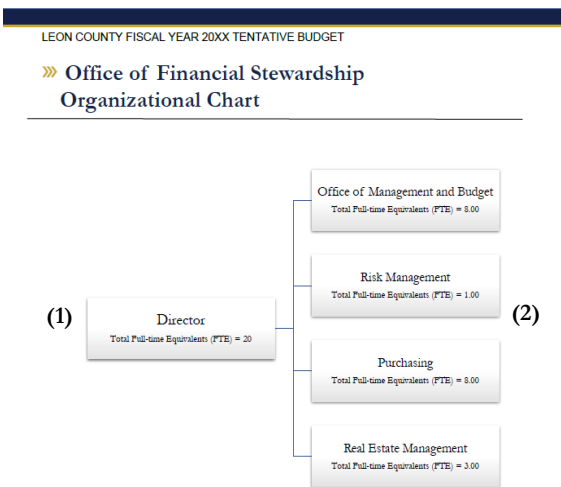 LEON COUNTY FISCAL YEAR 20XX TENTATIVE BUDGET
»» Office of Financial Stewardship
Organizational Chart
Office of Management and Budget
Total Full-time Equivalents (FTE) = 8.00
Risk Management
Total Full-time Equivalents (FTE) = 1.00
(1)
Director
Total Full-time Equivalents (FTE) = 20
(2)
Purchasing
Total Full-time Equivalents (FTE) = 8.00
Real Estate Management
Total Full-time Equivalents (FTE) = 3.00